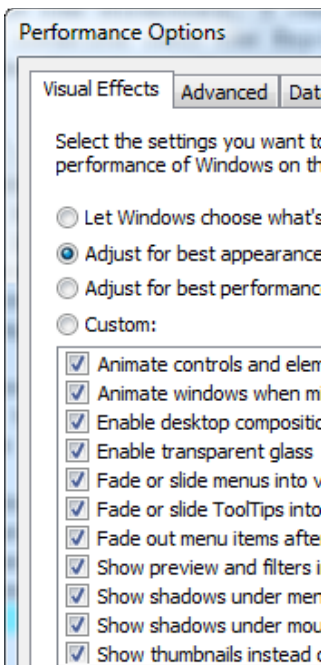 Performance Options
Visual Effects Advanced Dat
Select the settings you want to
performance of Windows on th
Let Windows choose what's
Adjust for best appearance
Adjust for best performanc
Custom:
Animate controls and elem
Animate windows when mi
Enable desktop compositio
Enable transparent glass
Fade or slide menus into v
Fade or slide ToolTips into
Fade out menu items after
Show preview and filters i
Show shadows under men
Show shadows under mou
Show thumbnails instead o